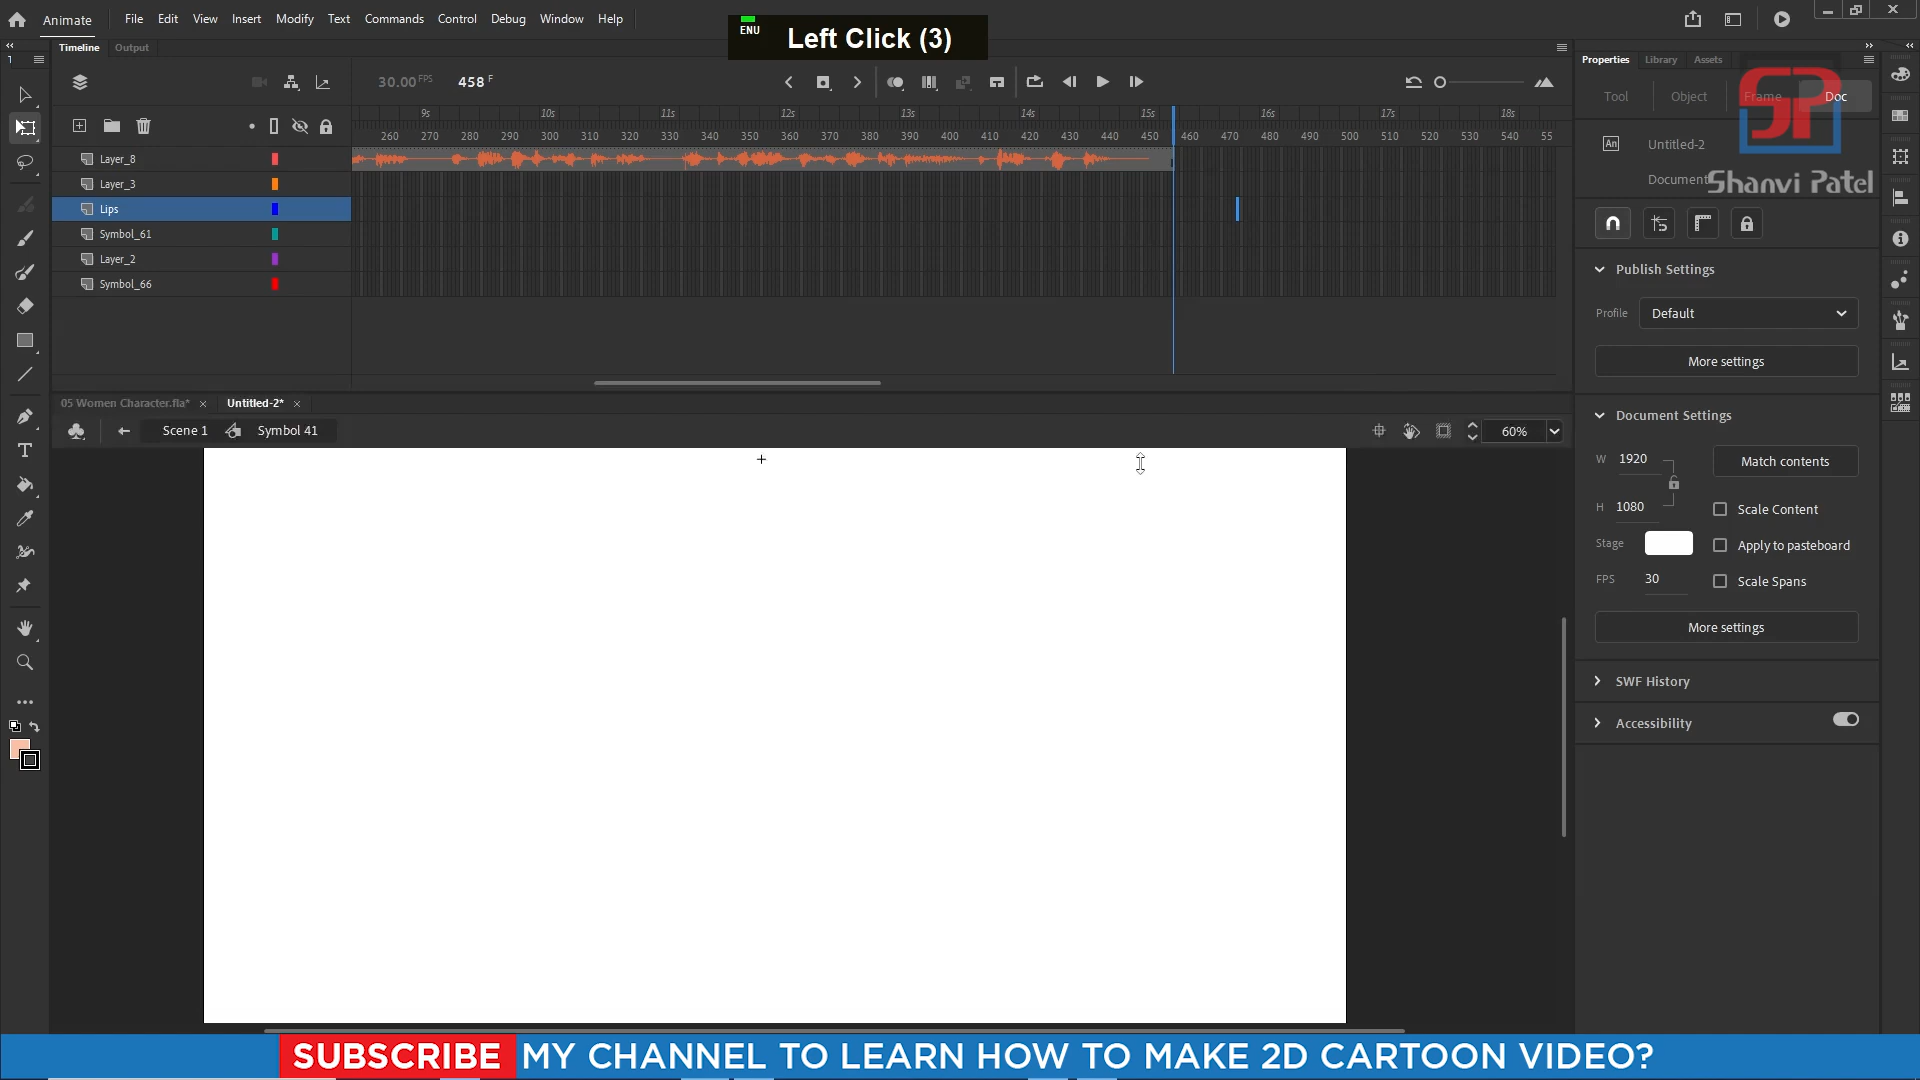 Animate File Edit View Insert Modify Text Commands Control Debug Window Help
ENU Left Click (3)
Timeline Output
Properties Library Assets
1
30.00 FPS 458 F
Tool Object Frame Doc
SP
9s 10s 11s 12s 13s 14s 15s 16s 17s 18s
260 270 280 290 300 310 320 330 340 350 360 370 380 390 400 410 420 430 440 450 460 470 480 490 500 510 520 530 540 55
An Untitled-2
Layer_8
Document
Shanvi Patel
Layer_3
Lips
Symbol_61
Layer_2
Symbol_66
Publish Settings
Profile Default
More settings
05 Women Character.fla* × Untitled-2* ×
Document Settings
Scene 1 Symbol 41 60%
W 1920 Match contents
H 1080 Scale Content
Stage Apply to pasteboard
FPS 30 Scale Spans
More settings
SWF History
Accessibility
SUBSCRIBE MY CHANNEL TO LEARN HOW TO MAKE 2D CARTOON VIDEO?